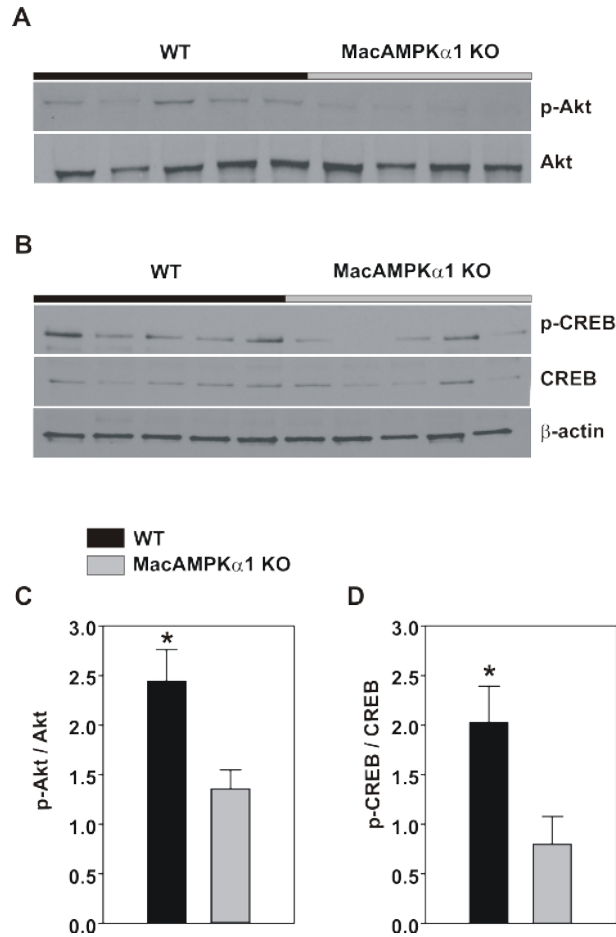 A
WT MacAMPKα1 KO
p-Akt
Akt
B
WT MacAMPKα1 KO
p-CREB
CREB
β-actin
WT
MacAMPKα1 KO
C
p-Akt / Akt
3.0
2.5
2.0
1.5
1.0
0.5
0.0
*
D
p-CREB / CREB
3.0
2.5
2.0
1.5
1.0
0.5
0.0
*